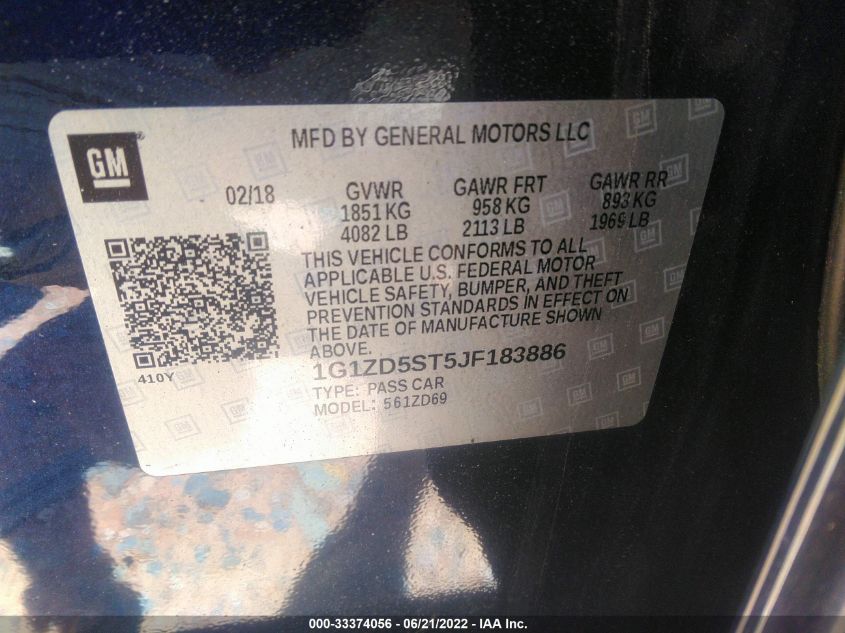 GM
MFD BY GENERAL MOTORS LLC
02/18 GVWR GAWR FRT GAWR RR
1851 KG 958 KG 893 KG
4082 LB 2113 LB 1969 LB
THIS VEHICLE CONFORMS TO ALL
APPLICABLE U.S. FEDERAL MOTOR
VEHICLE SAFETY, BUMPER, AND THEFT
PREVENTION STANDARDS IN EFFECT ON
THE DATE OF MANUFACTURE SHOWN
ABOVE.
410Y
1G1ZD5ST5JF183886
TYPE: PASS CAR
MODEL: 561ZD69
000-33374056 - 06/21/2022 - IAA Inc.